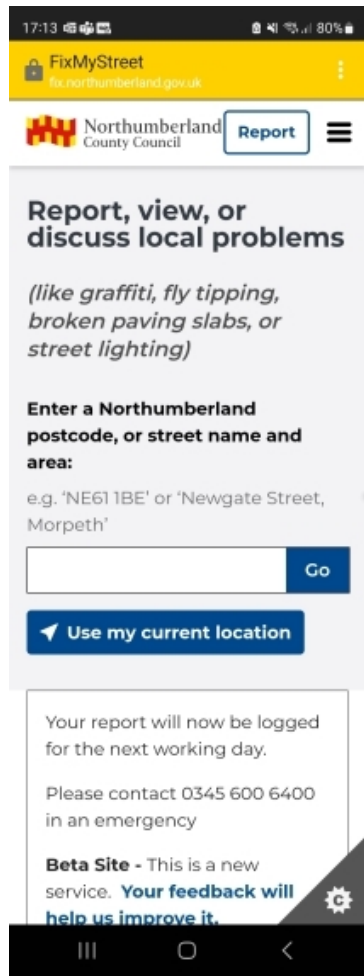 17:13
80%
FixMyStreet
fix.northumberland.gov.uk
Northumberland
County Council
Report
Report, view, or
discuss local problems
(like graffiti, fly tipping,
broken paving slabs, or
street lighting)
Enter a Northumberland
postcode, or street name and
area:
e.g. ‘NE61 1BE’ or ‘Newgate Street,
Morpeth’
Go
Use my current location
Your report will now be logged
for the next working day.
Please contact 0345 600 6400
in an emergency
Beta Site - This is a new
service. Your feedback will
help us improve it.
C